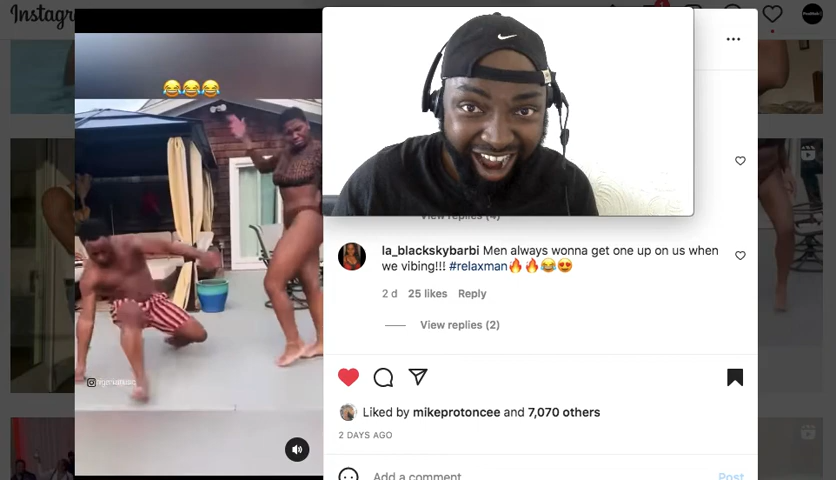 Instagram
la_blackskybarbi Men always wonna get one up on us when
we vibing!!! #relaxman🔥🔥😂😍
2 d 25 likes Reply
View replies (4)
View replies (2)
Liked by mikeprotoncee and 7,070 others
2 DAYS AGO
Add a comment
Post